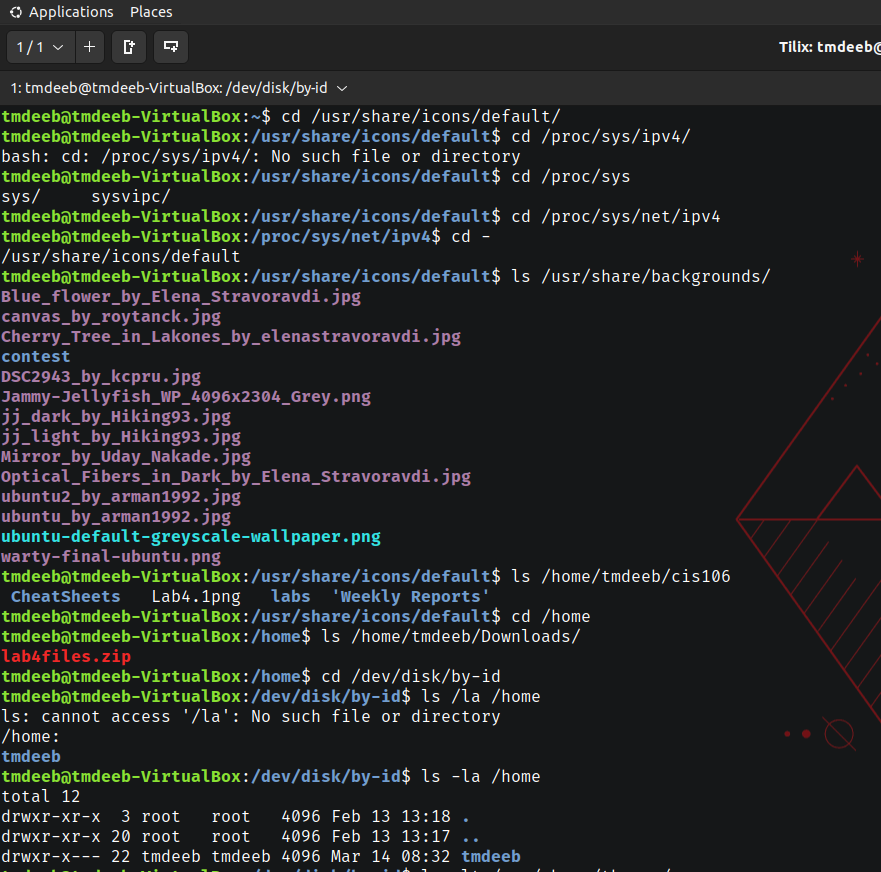 Applications Places
1 / 1
Tilix: tmdeeb@
1: tmdeeb@tmdeeb-VirtualBox: /dev/disk/by-id
tmdeeb@tmdeeb-VirtualBox:~$ cd /usr/share/icons/default/
tmdeeb@tmdeeb-VirtualBox:/usr/share/icons/default$ cd /proc/sys/ipv4/
bash: cd: /proc/sys/ipv4/: No such file or directory
tmdeeb@tmdeeb-VirtualBox:/usr/share/icons/default$ cd /proc/sys
sys/     sysvipc/
tmdeeb@tmdeeb-VirtualBox:/usr/share/icons/default$ cd /proc/sys/net/ipv4
tmdeeb@tmdeeb-VirtualBox:/proc/sys/net/ipv4$ cd -
/usr/share/icons/default
tmdeeb@tmdeeb-VirtualBox:/usr/share/icons/default$ ls /usr/share/backgrounds/
Blue_flower_by_Elena_Stravoravdi.jpg
canvas_by_roytanck.jpg
Cherry_Tree_in_Lakones_by_elenastravoravdi.jpg
contest
DSC2943_by_kcpru.jpg
Jammy-Jellyfish_WP_4096x2304_Grey.png
jj_dark_by_Hiking93.jpg
jj_light_by_Hiking93.jpg
Mirror_by_Uday_Nakade.jpg
Optical_Fibers_in_Dark_by_Elena_Stravoravdi.jpg
ubuntu2_by_arman1992.jpg
ubuntu_by_arman1992.jpg
ubuntu-default-greyscale-wallpaper.png
warty-final-ubuntu.png
tmdeeb@tmdeeb-VirtualBox:/usr/share/icons/default$ ls /home/tmdeeb/cis106
 CheatSheets   Lab4.1png   labs  'Weekly Reports'
tmdeeb@tmdeeb-VirtualBox:/usr/share/icons/default$ cd /home
tmdeeb@tmdeeb-VirtualBox:/home$ ls /home/tmdeeb/Downloads/
lab4files.zip
tmdeeb@tmdeeb-VirtualBox:/home$ cd /dev/disk/by-id
tmdeeb@tmdeeb-VirtualBox:/dev/disk/by-id$ ls /la /home
ls: cannot access '/la': No such file or directory
/home:
tmdeeb
tmdeeb@tmdeeb-VirtualBox:/dev/disk/by-id$ ls -la /home
total 12
drwxr-xr-x  3 root   root   4096 Feb 13 13:18 .
drwxr-xr-x 20 root   root   4096 Feb 13 13:17 ..
drwxr-x--- 22 tmdeeb tmdeeb 4096 Mar 14 08:32 tmdeeb